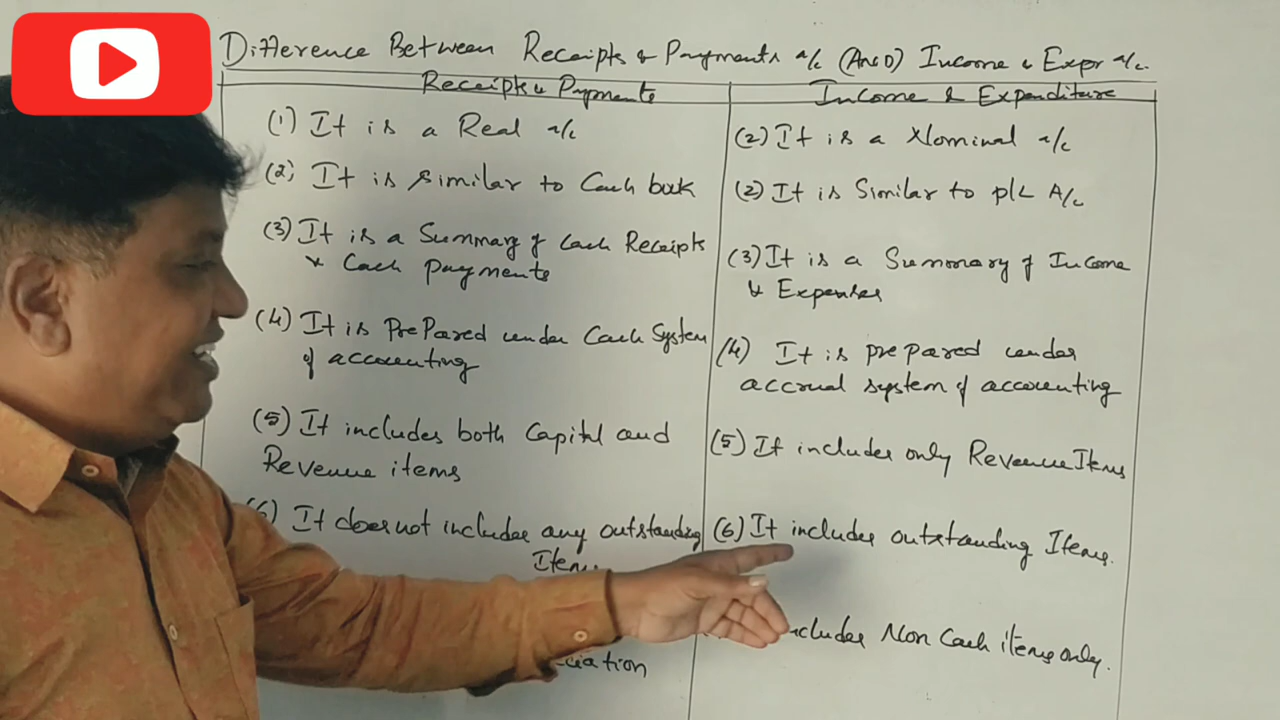 Difference Between Receipts & Payments a/c (AND) Income & Expr a/c.
Receipts & Payments
Income & Expenditure
(1) It is a Real a/c
(2) It is similar to Cash book
(3) It is a Summary of Cash Receipts
& Cash payments
(4) It is PrePared under Cash System
of accounting
(5) It includes both Capital and
Revenue items
(6) It does not includes any outstanding
Items
ciation
(2) It is a Nominal a/c
(2) It is Similar to P/L A/c
(3) It is a Summary of Income
& Expenses
(4) It is prepared under
accrual system of accounting
(5) It includes only Revenue Items
(6) It includes outstanding Items.
includes Non Cash items only.